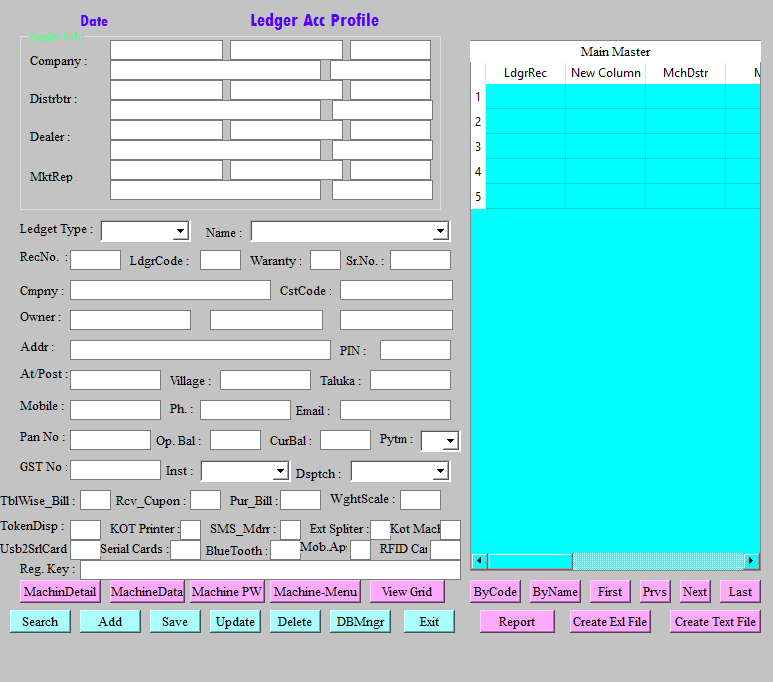 Date Ledger Acc Profile
Dealer Info
Company :
Distrbtr :
Dealer :
MktRep
Main Master
LdgrRec New Column MchDstr M
1
2
3
4
5
Ledget Type : Name :
RecNo. : LdgrCode : Waranty : Sr.No. :
Cmpny : CstCode :
Owner :
Addr : PIN :
At/Post : Village : Taluka :
Mobile : Ph. : Email :
Pan No : Op. Bal : CurBal : Pytm :
GST No : Inst : Dsptch :
TblWise_Bill : Rcv_Cupon : Pur_Bill : WghtScale :
TokenDisp : KOT Printer : SMS_Mdrr : Ext Spliter : Kot Mach
Usb2SrlCard Serial Cards : BlueTooth : Mob.Ap RFID Car
Reg. Key :
MachinDetail MachineData Machine PW Machine-Menu View Grid ByCode ByName First Prvs Next Last
Search Add Save Update Delete DBMngr Exit Report Create Exl File Create Text File